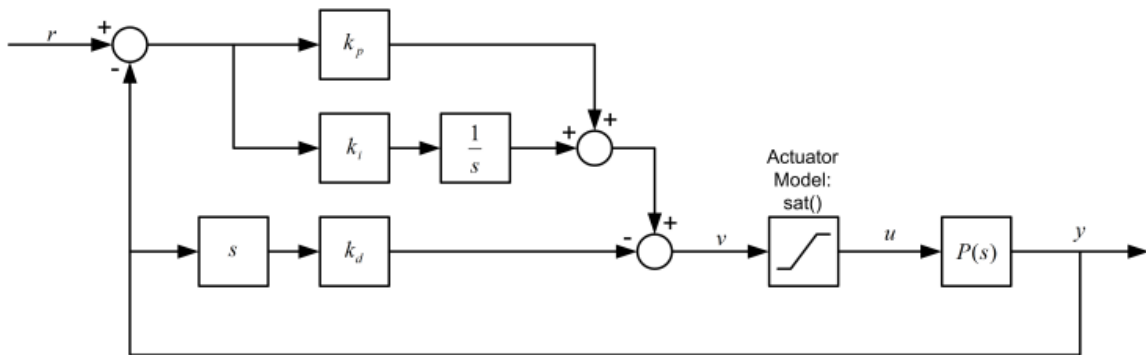 r
+
-
k_p
k_i
1
s
+
+
s
k_d
-
+
v
Actuator
Model:
sat()
u
P(s)
y